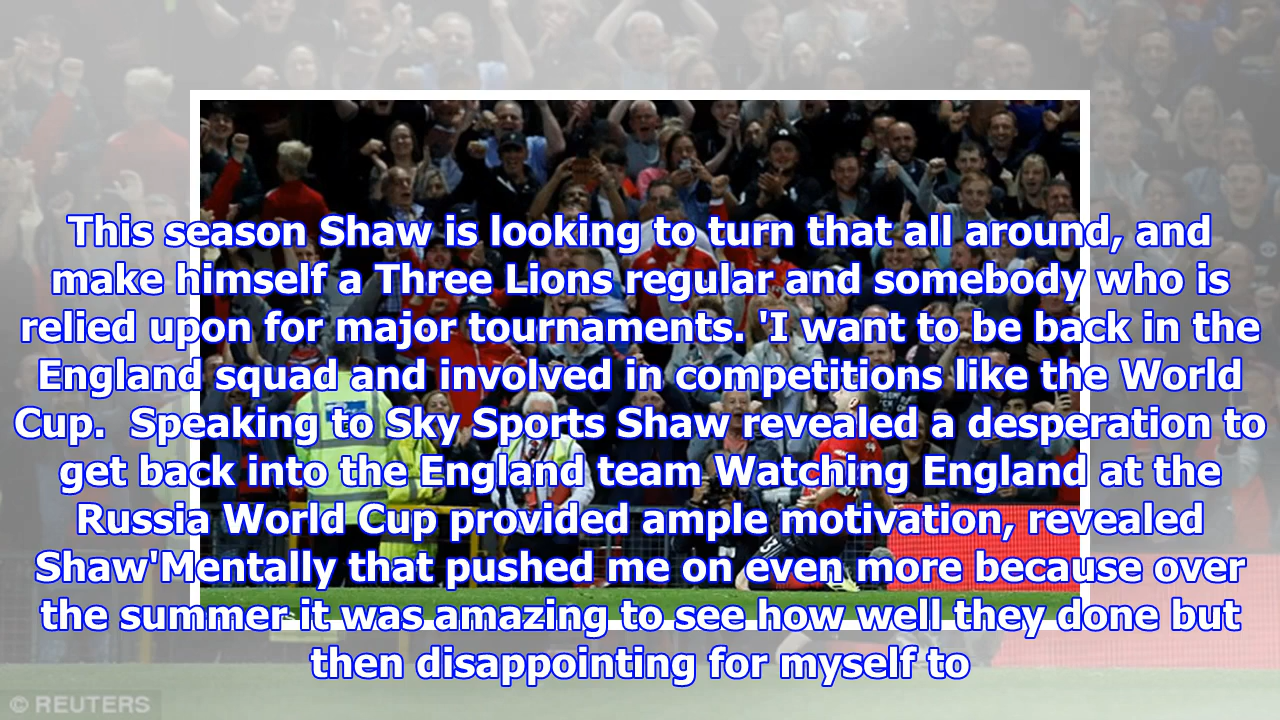 This season Shaw is looking to turn that all around, and
make himself a Three Lions regular and somebody who is
relied upon for major tournaments. 'I want to be back in the
England squad and involved in competitions like the World
Cup.  Speaking to Sky Sports Shaw revealed a desperation to
get back into the England team Watching England at the
Russia World Cup provided ample motivation, revealed
Shaw'Mentally that pushed me on even more because over
the summer it was amazing to see how well they done but
then disappointing for myself to
© REUTERS